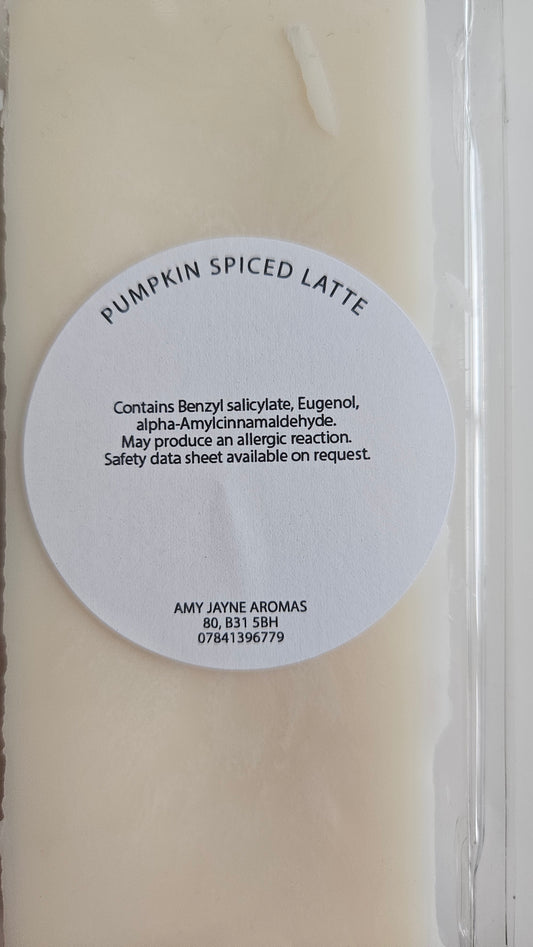 PUMPKIN SPICED LATTE
Contains Benzyl salicylate, Eugenol,
alpha-Amylcinnamaldehyde.
May produce an allergic reaction.
Safety data sheet available on request.
AMY JAYNE AROMAS
80, B31 5BH
07841396779